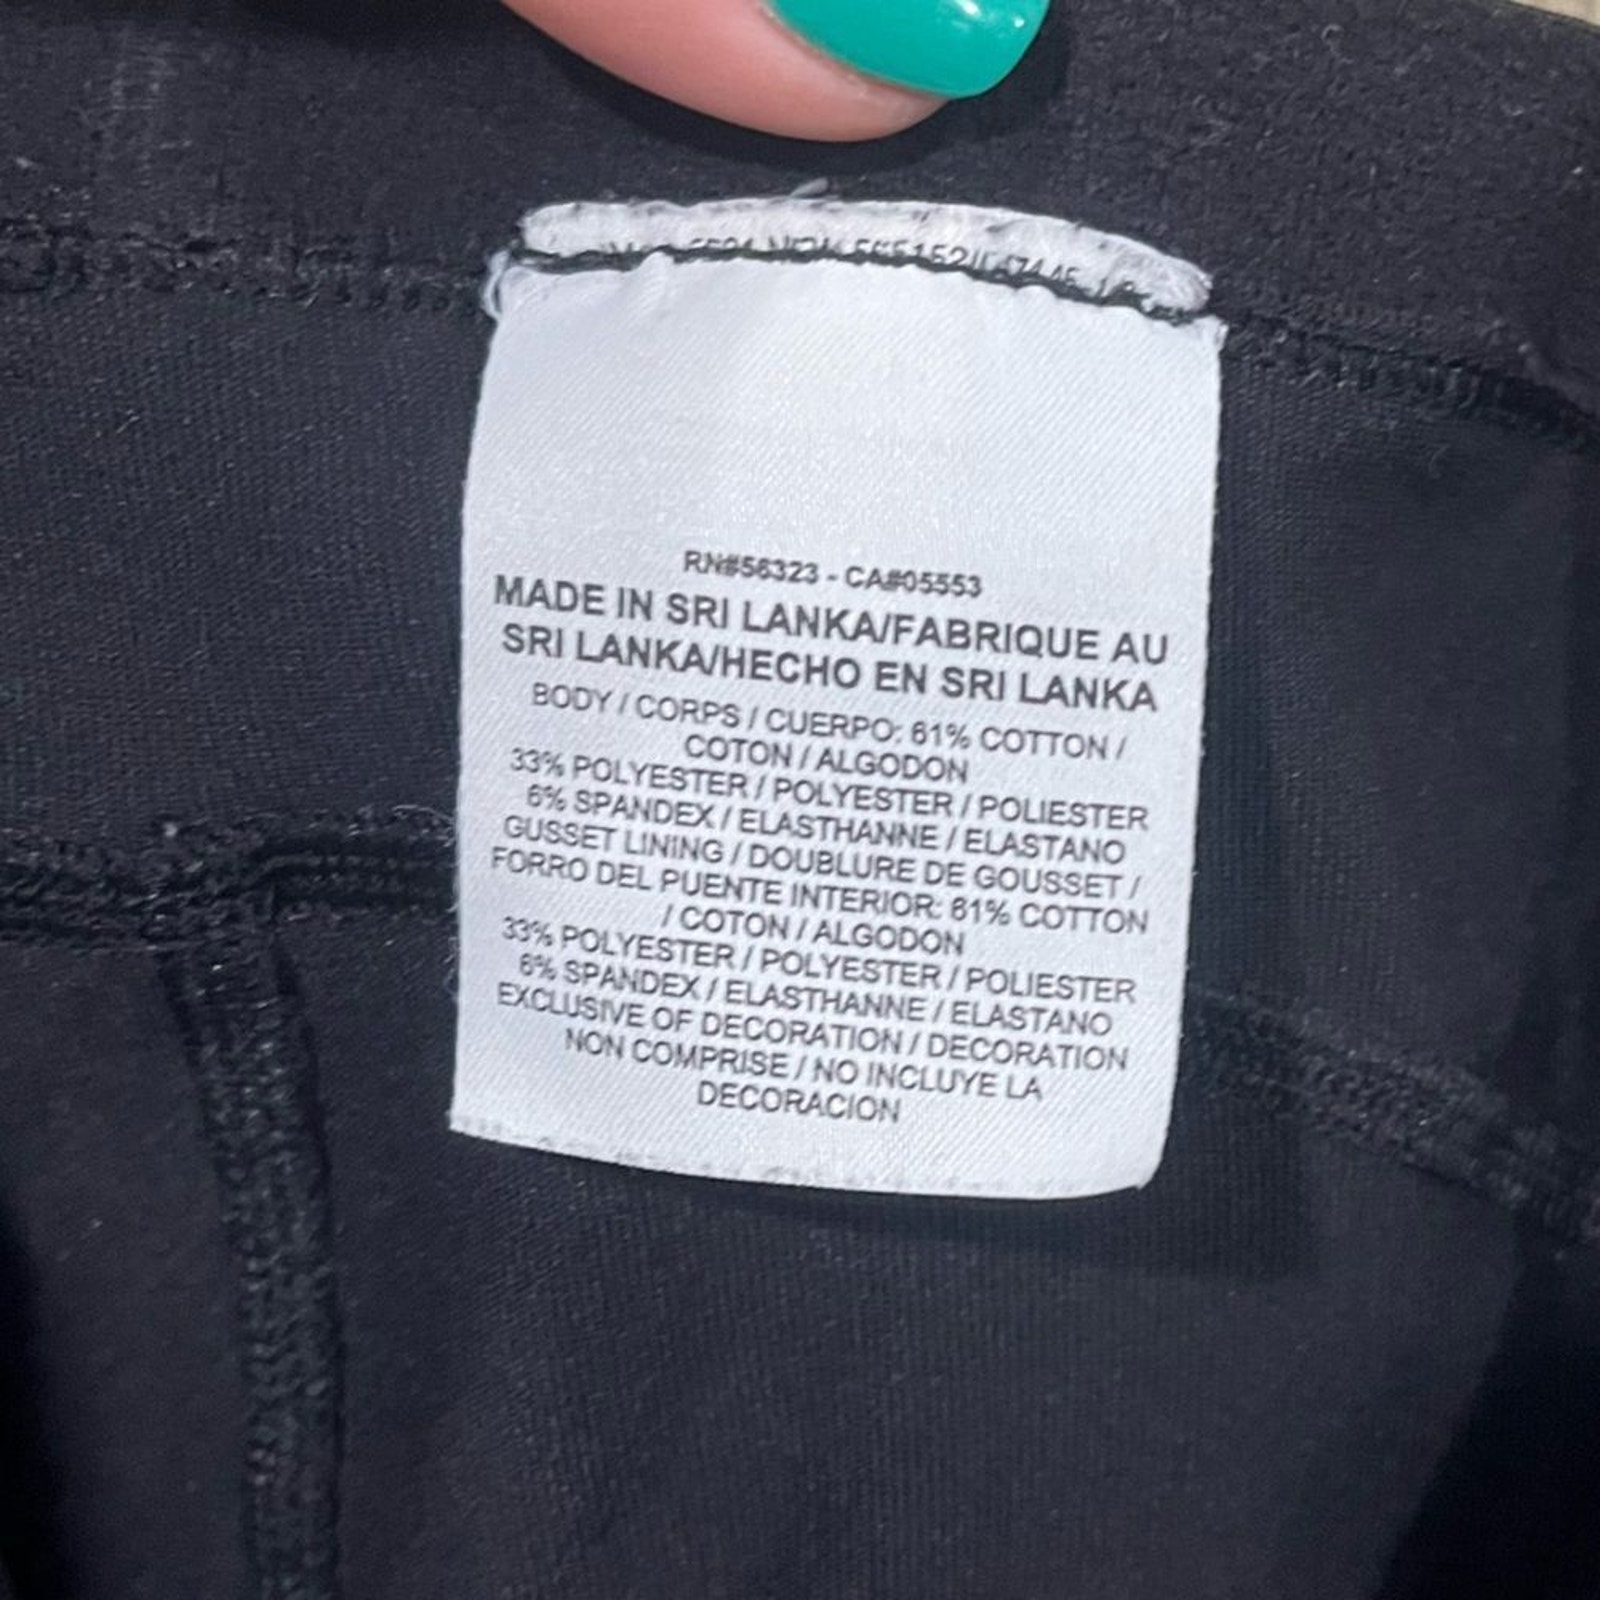 RN#56323 - CA#05553
MADE IN SRI LANKA/FABRIQUE AU
SRI LANKA/HECHO EN SRI LANKA
BODY / CORPS / CUERPO: 61% COTTON /
COTON / ALGODON
33% POLYESTER / POLYESTER / POLIESTER
6% SPANDEX / ELASTHANNE / ELASTANO
GUSSET LINING / DOUBLURE DE GOUSSET /
FORRO DEL PUENTE INTERIOR: 61% COTTON
/ COTON / ALGODON
33% POLYESTER / POLYESTER / POLIESTER
6% SPANDEX / ELASTHANNE / ELASTANO
EXCLUSIVE OF DECORATION / DECORATION
NON COMPRISE / NO INCLUYE LA
DECORACION